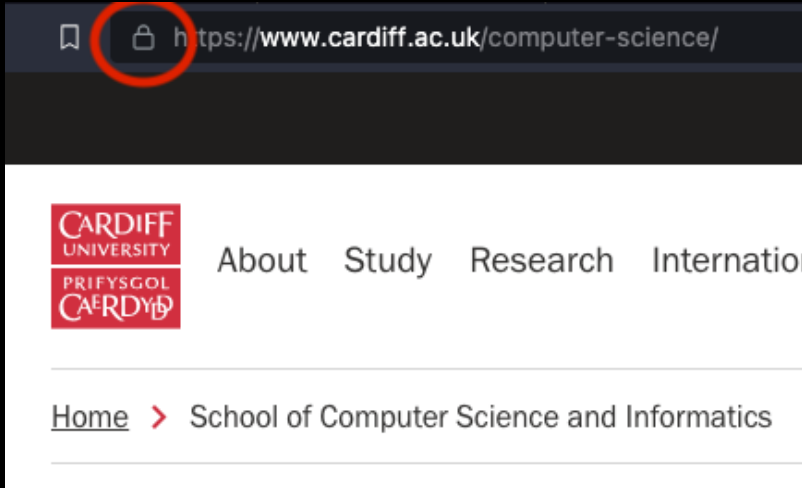 https://www.cardiff.ac.uk/computer-science/
CARDIFF
UNIVERSITY
PRIFYSGOL
CAERDYDD
About Study Research
Home > School of Computer Science and Informatics